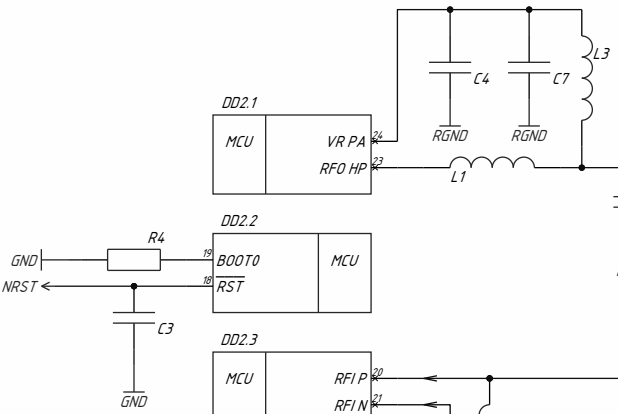 L3
C4
C7
DD2.1
RGND
RGND
MCU
VR PA
24
RFO HP
23
L1
DD2.2
R4
GND
19
BOOT0
MCU
NRST
18
RST
C3
DD2.3
GND
MCU
RFI P
20
RFI N
21